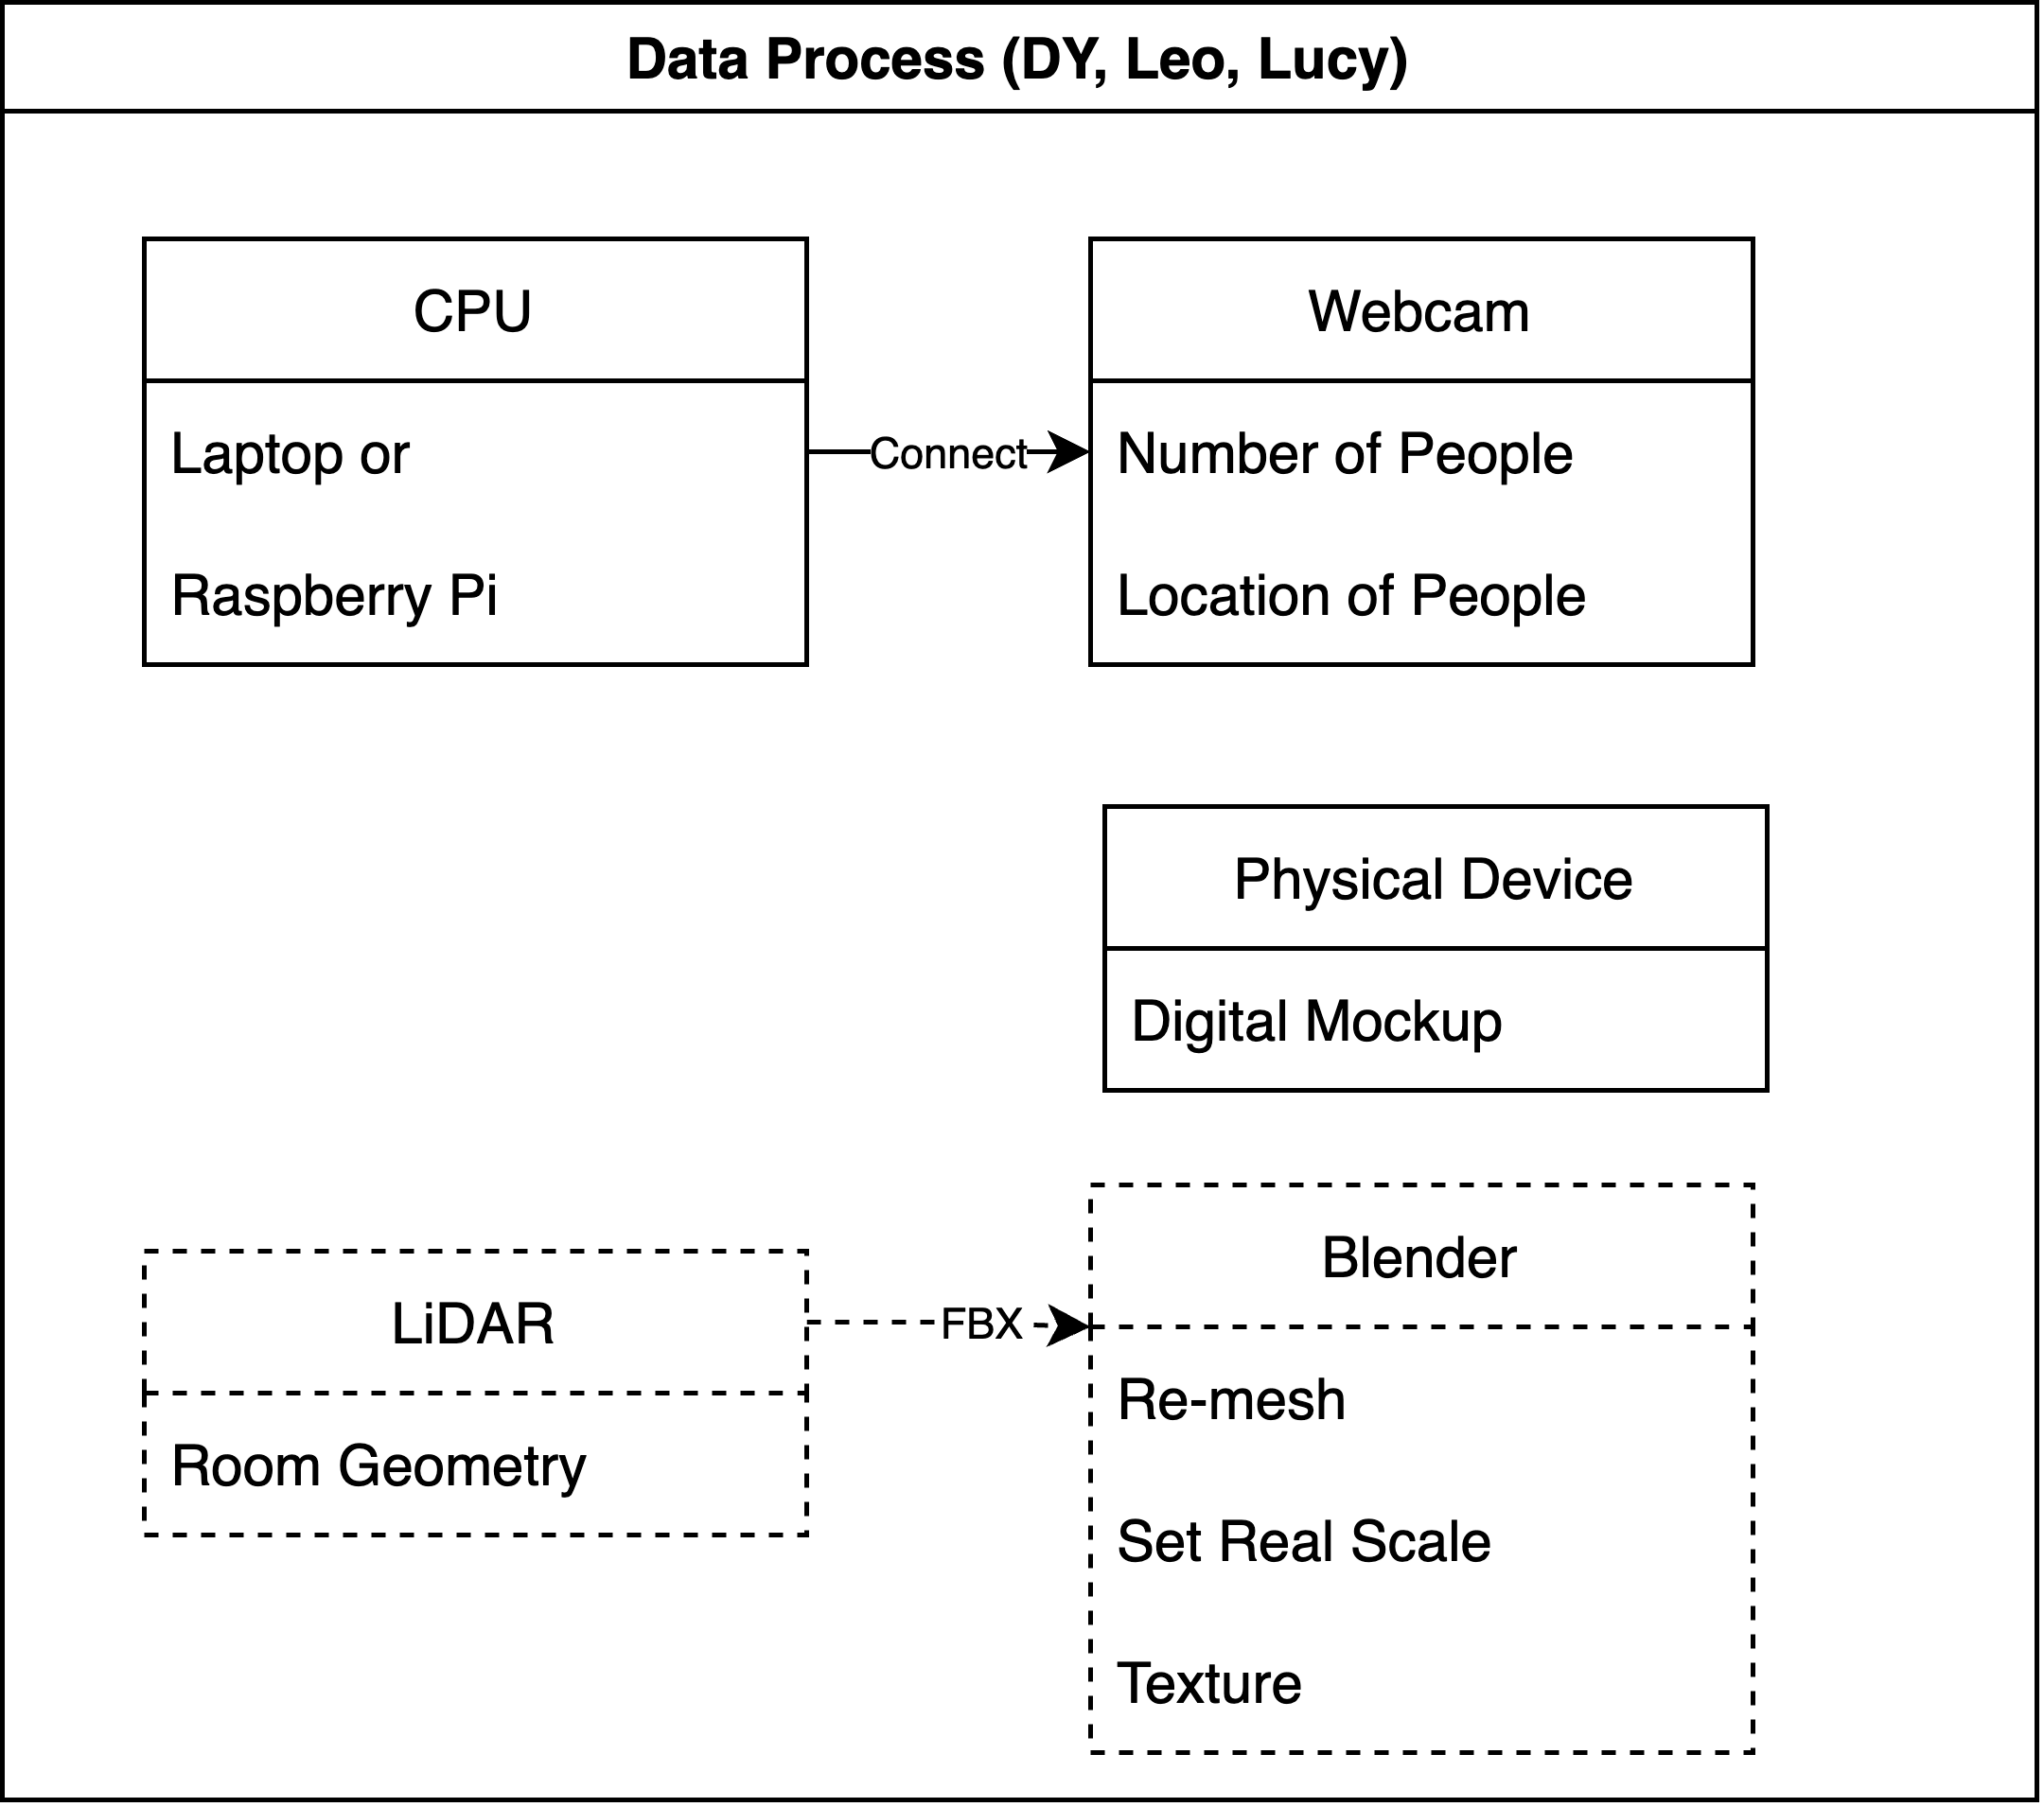 Data Process (DY, Leo, Lucy)
CPU
Laptop or
Raspberry Pi
Connect
Webcam
Number of People
Location of People
Physical Device
Digital Mockup
LiDAR
Room Geometry
FBX
Blender
Re-mesh
Set Real Scale
Texture